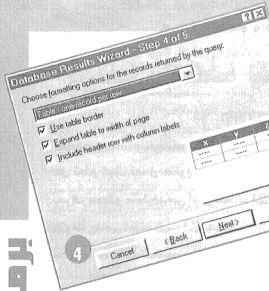 Database Results Wizard - Step 4 of 5
Choose formatting options for the records returned by the query:
Table - one record per row
Use table border
Expand table to width of page
Include header row with column labels
X Y
4
Cancel < Back Next >